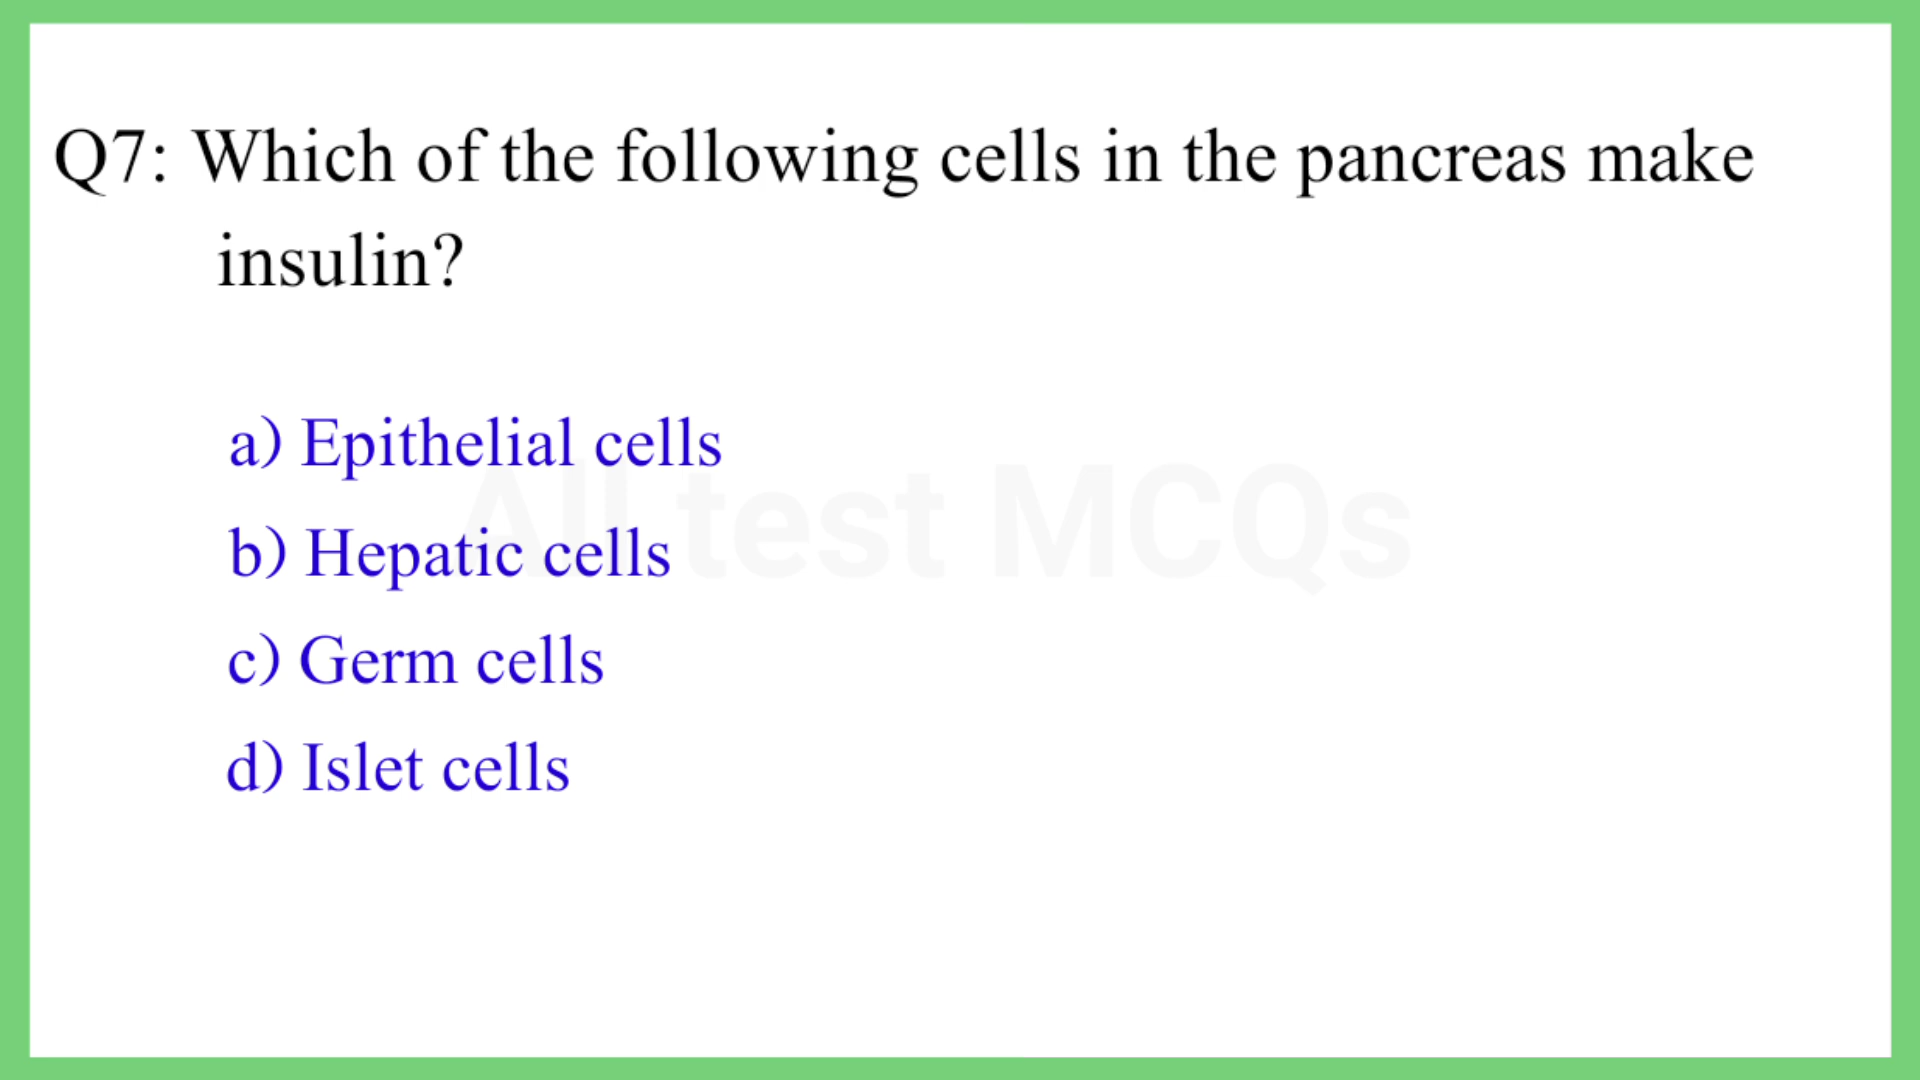 Q7: Which of the following cells in the pancreas make
insulin?
a) Epithelial cells
All test MCQs
b) Hepatic cells
c) Germ cells
d) Islet cells